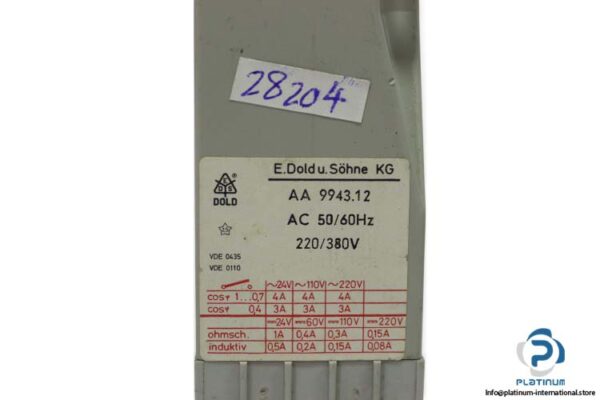 28204
E.Dold u. Söhne KG
DOLD
AA 9943.12
AC 50/60Hz
220/380V
VDE 0435
VDE 0110
~24V ~110V ~220V
cosφ 1...0,7 4A 4A 4A
cosφ 0,4 3A 3A 3A
⎓24V ⎓60V ⎓110V ⎓220V
ohmsch. 1A 0,4A 0,3A 0,15A
induktiv 0,5A 0,2A 0,15A 0,08A
PLATINUM
INTERNATIONAL
Info@platinum-international.store